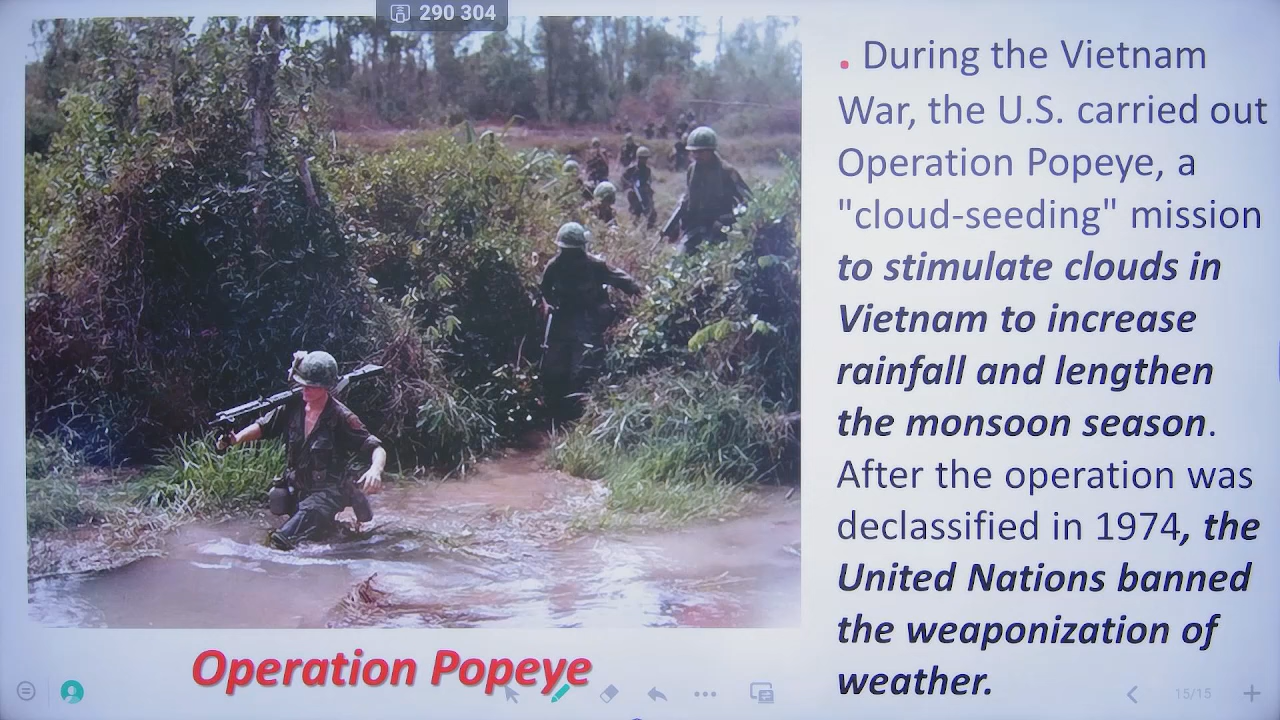 290 304
. During the Vietnam
War, the U.S. carried out
Operation Popeye, a
"cloud-seeding" mission
to stimulate clouds in
Vietnam to increase
rainfall and lengthen
the monsoon season.
After the operation was
declassified in 1974, the
United Nations banned
the weaponization of
weather.
Operation Popeye
15/15